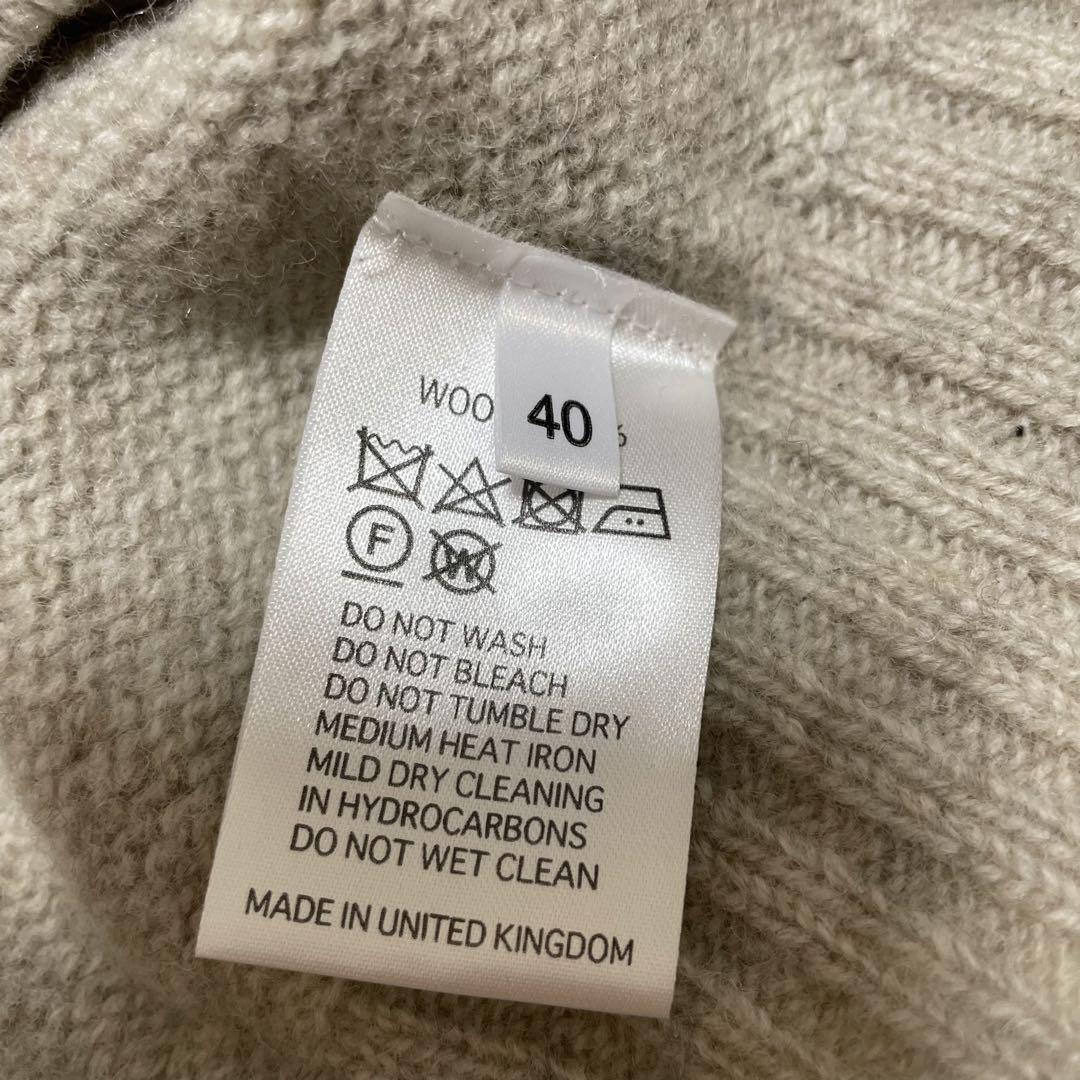 40
F
W
DO NOT WASH
DO NOT BLEACH
DO NOT TUMBLE DRY
MEDIUM HEAT IRON
MILD DRY CLEANING
IN HYDROCARBONS
DO NOT WET CLEAN
MADE IN UNITED KINGDOM